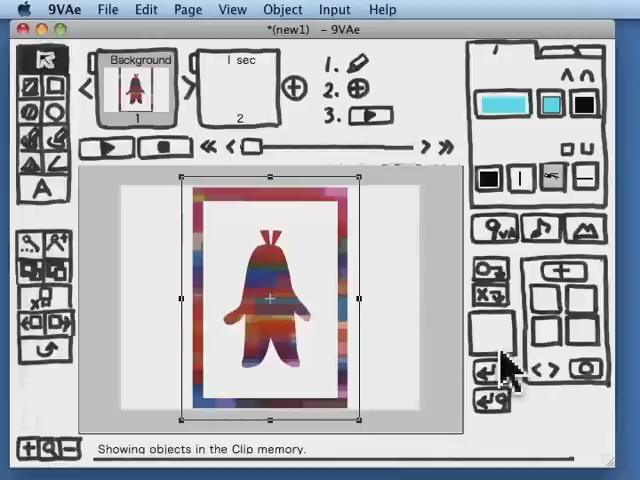 9VAe File Edit Page View Object Input Help
*(new1) - 9VAe
Background 1 sec
1 2
1.
2.
3.
A
9VA
Showing objects in the Clip memory.